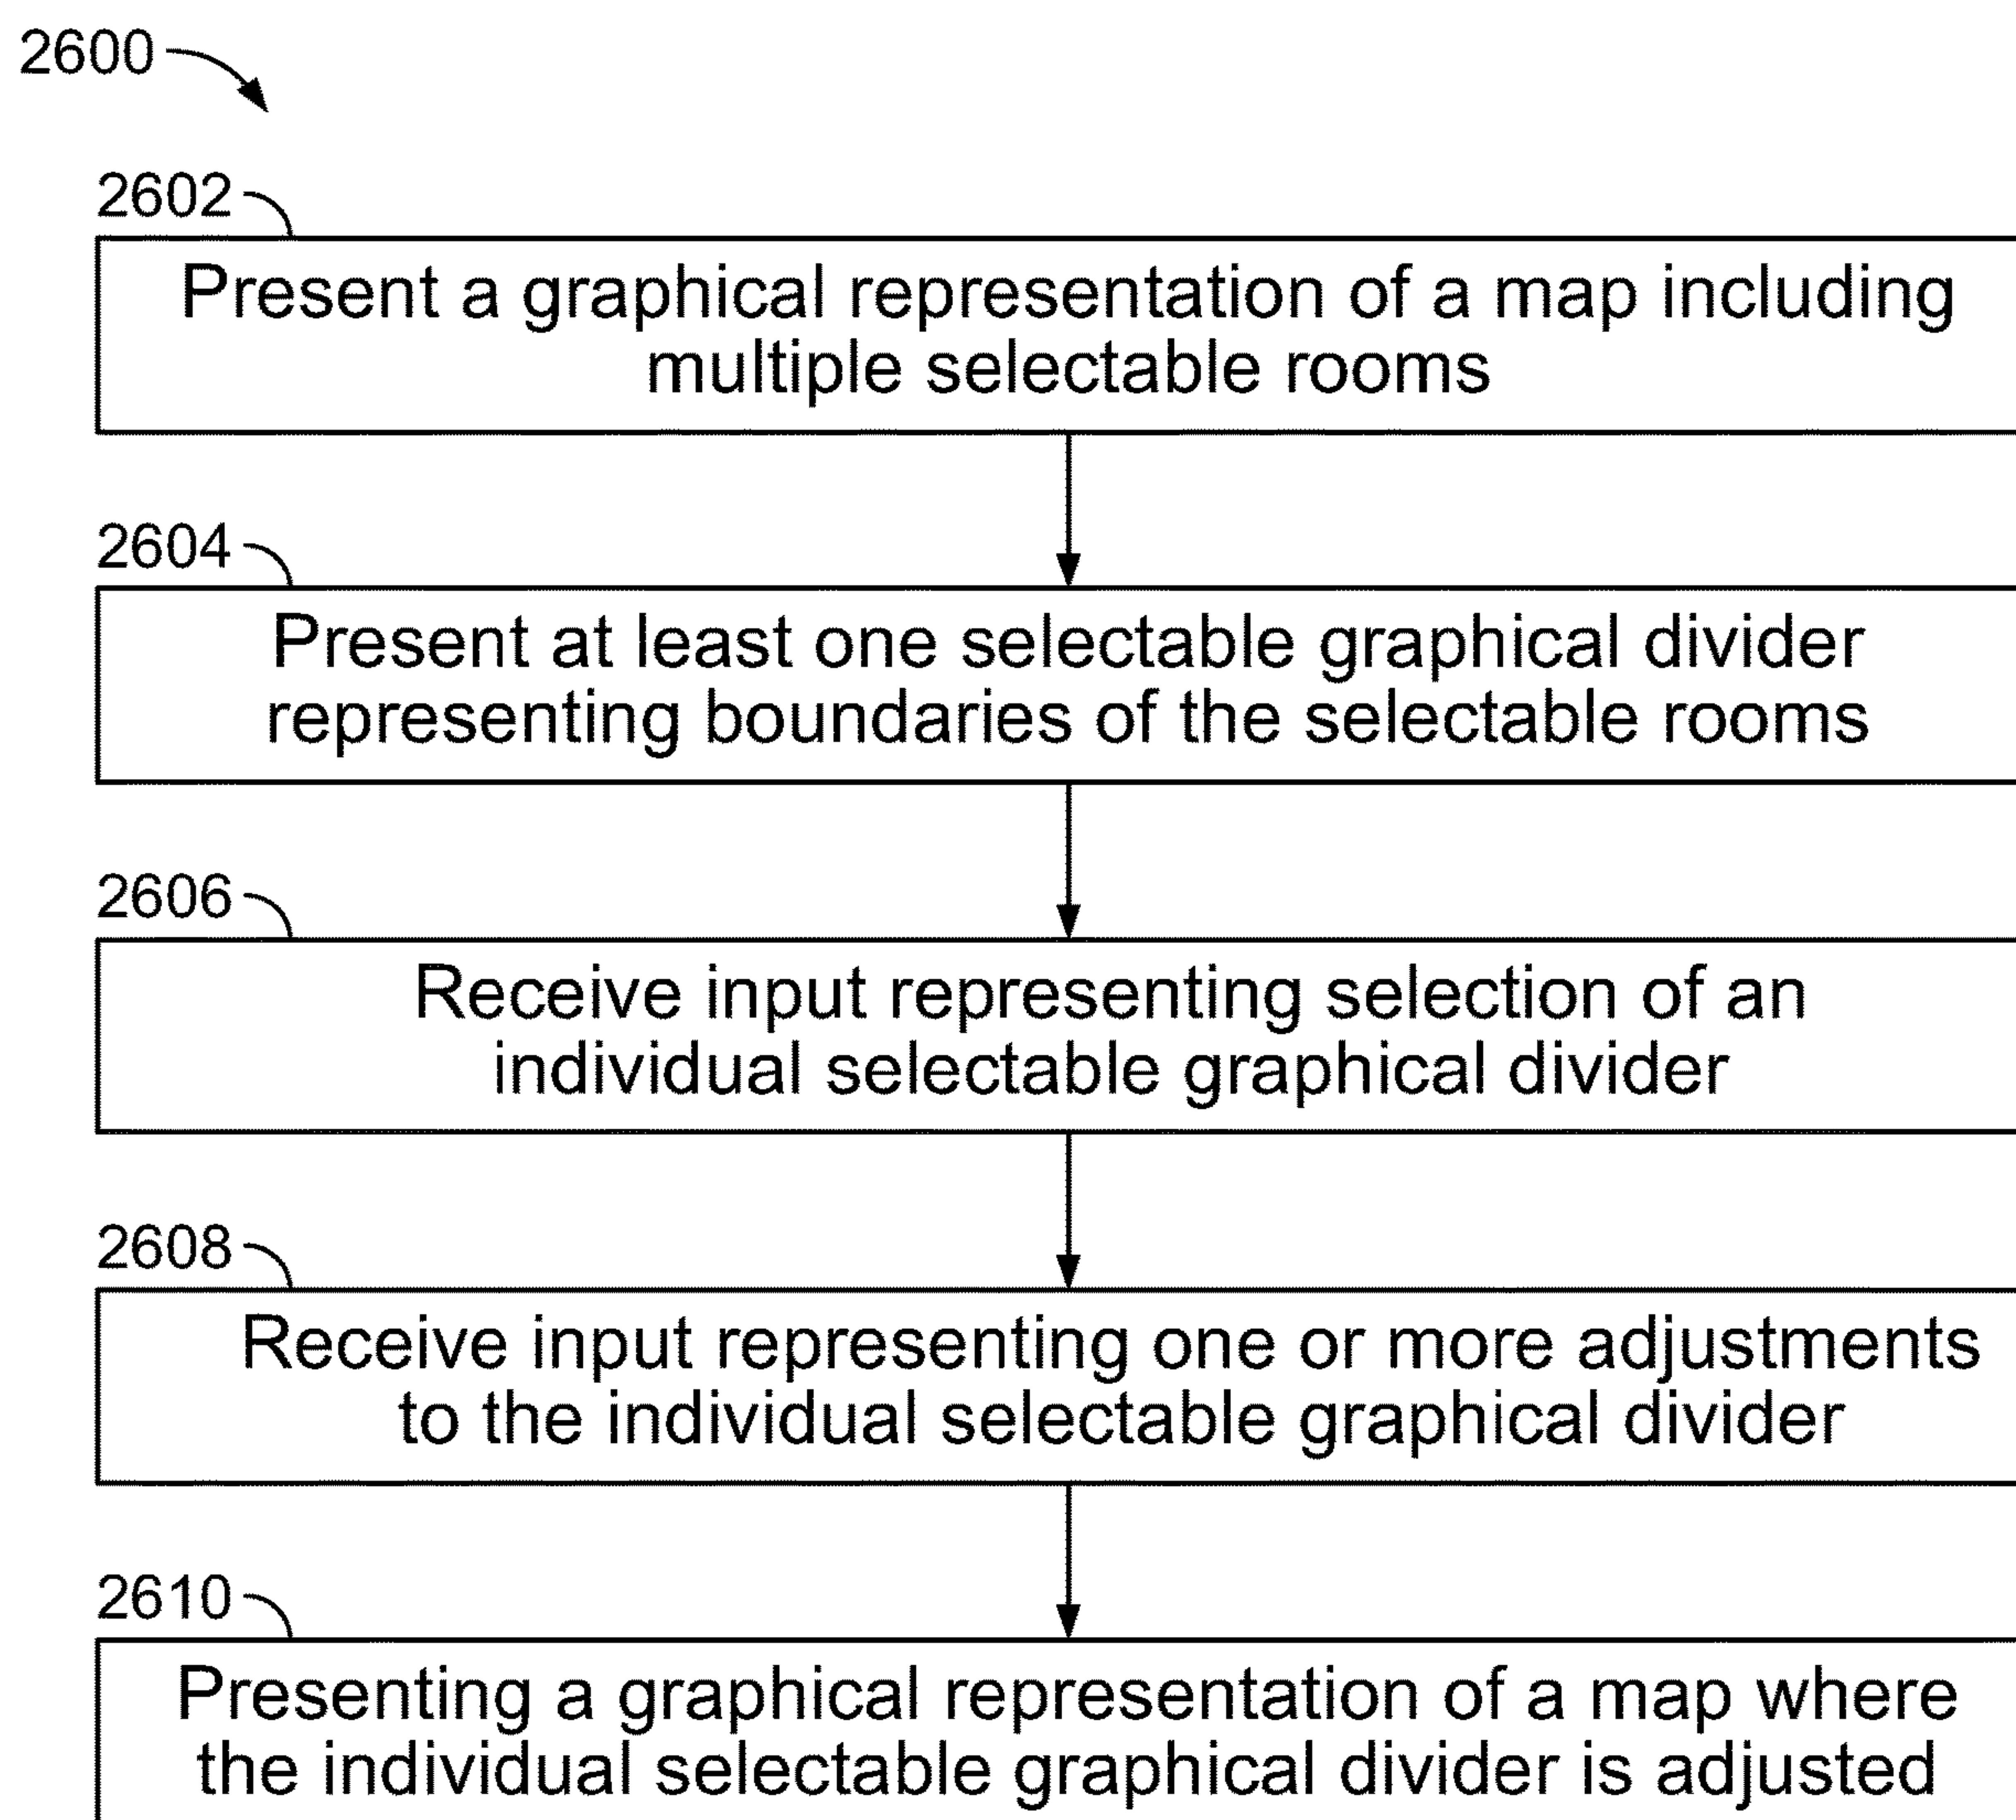 2600
2602
Present a graphical representation of a map including
multiple selectable rooms
2604
Present at least one selectable graphical divider
representing boundaries of the selectable rooms
2606
Receive input representing selection of an
individual selectable graphical divider
2608
Receive input representing one or more adjustments
to the individual selectable graphical divider
2610
Presenting a graphical representation of a map where
the individual selectable graphical divider is adjusted